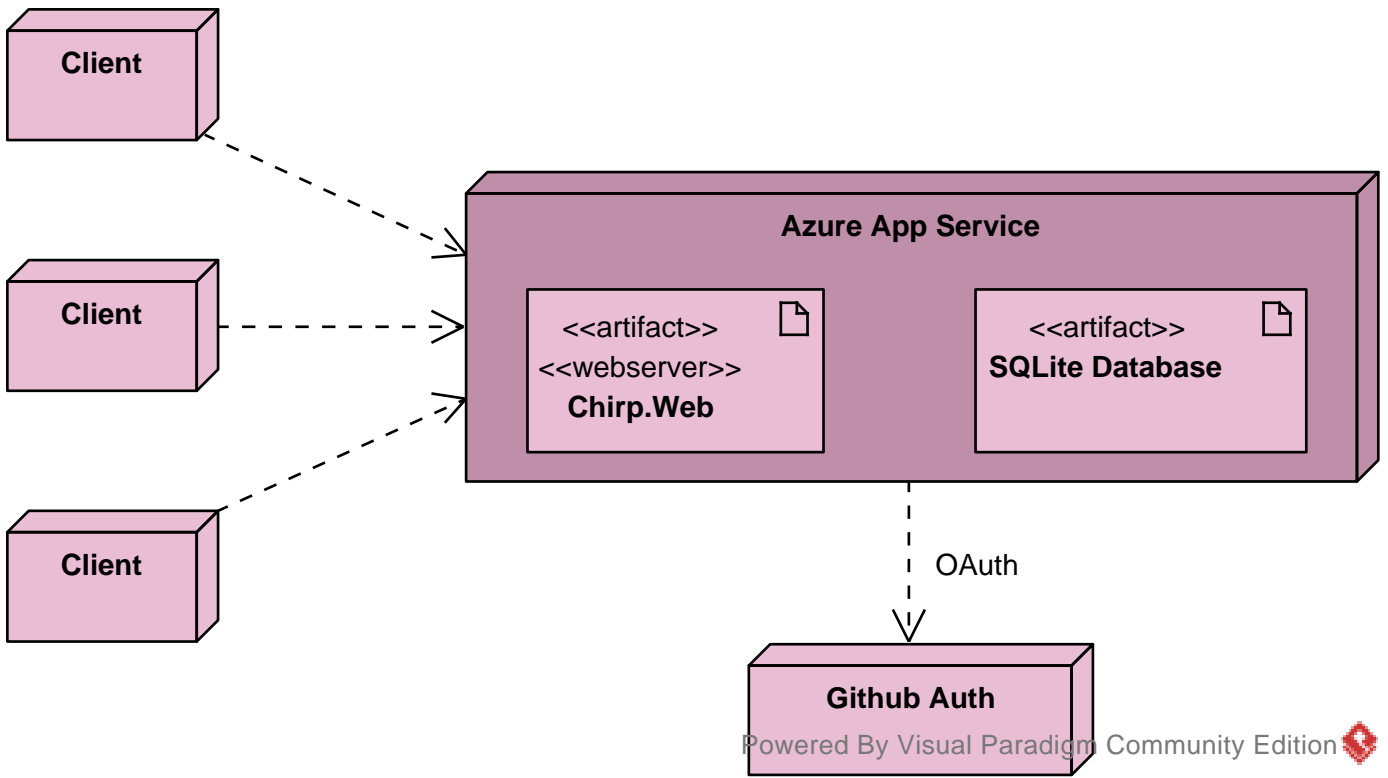 Client
Client
Client
Azure App Service
<<artifact>>
<<webserver>>
Chirp.Web
<<artifact>>
SQLite Database
OAuth
Github Auth
Powered By Visual Paradigm Community Edition